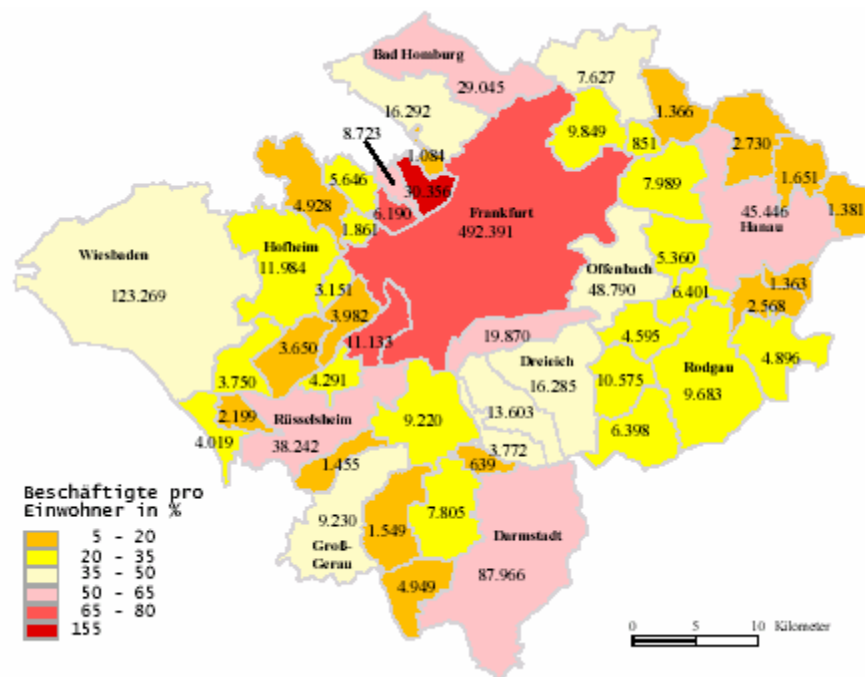 Bad Homburg
29.045
7.627
16.292
1.366
8.723
9.849
851
2.730
1.084
5.646
1.651
30.356
7.989
4.928
6.190
Frankfurt
492.391
45.446
Hanau
1.381
1.861
Hofheim
11.984
Wiesbaden
123.269
5.360
Offenbach
48.790
3.151
6.401
1.363
2.568
3.982
11.133
19.870
4.595
3.650
Dreieich
16.285
Rodgau
9.683
4.896
3.750
4.291
10.575
2.199
Rüsselsheim
38.242
4.019
9.220
13.603
6.398
3.772
1.455
639
Beschäftigte pro
Einwohner in %
5 - 20
20 - 35
35 - 50
50 - 65
65 - 80
155
9.230
Groß-
Gerau
1.549
7.805
Darmstadt
87.966
4.949
0 5 10 Kilometer